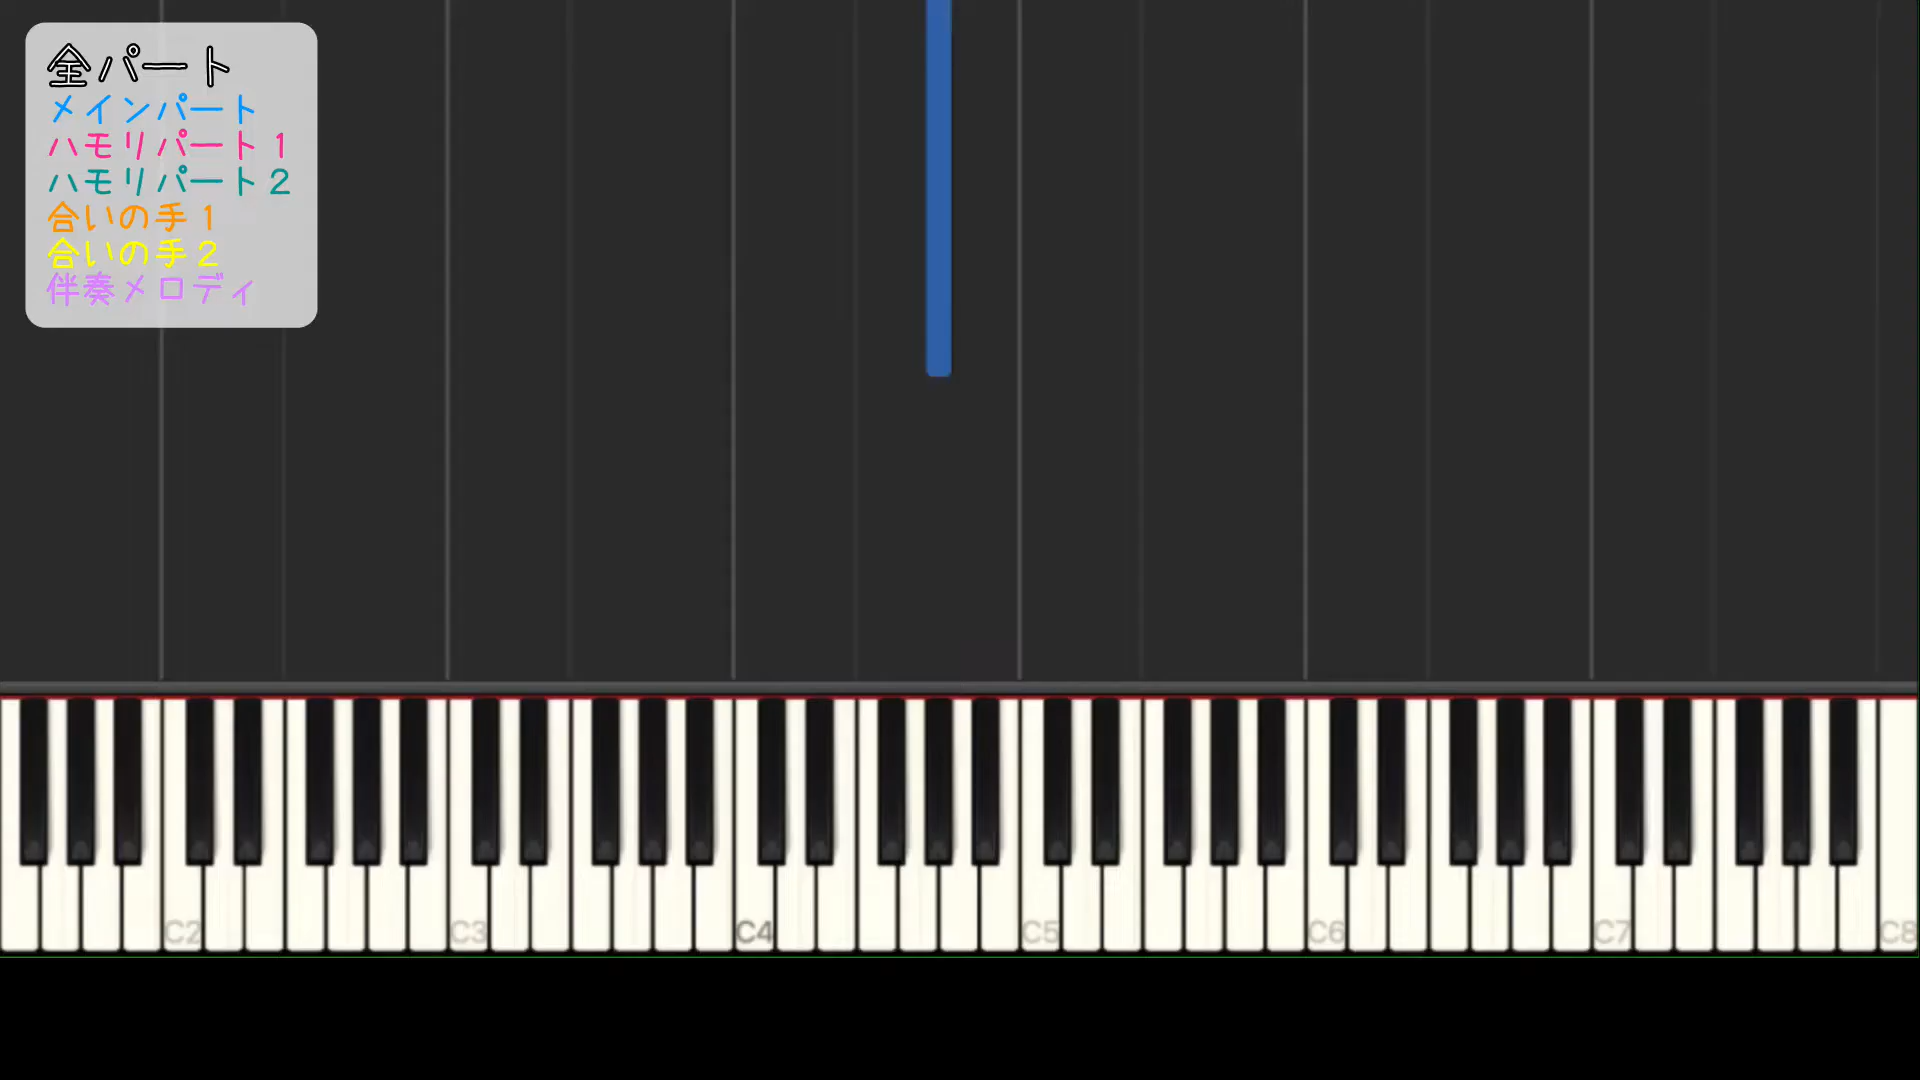 全パート
メインパート
ハモリパート1
ハモリパート2
合いの手1
合いの手2
伴奏メロディ
C2 C3 C4 C5 C6 C7 C8